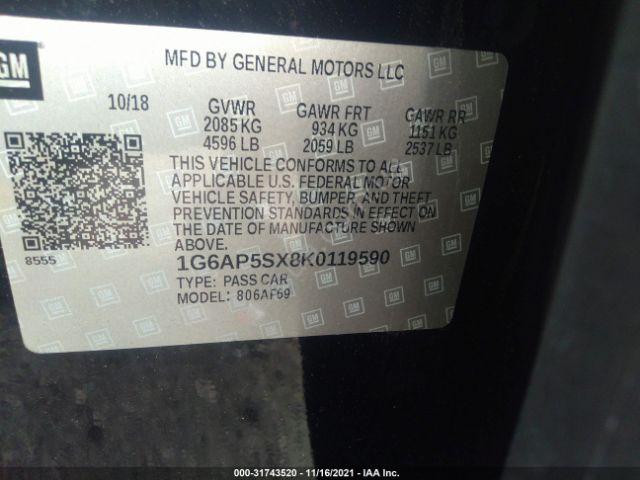 GM
MFD BY GENERAL MOTORS LLC
10/18 GVWR GAWR FRT GAWR RR
2085 KG 934 KG 1151 KG
4596 LB 2059 LB 2537 LB
THIS VEHICLE CONFORMS TO ALL
APPLICABLE U.S. FEDERAL MOTOR
VEHICLE SAFETY, BUMPER, AND THEFT
PREVENTION STANDARDS IN EFFECT ON
THE DATE OF MANUFACTURE SHOWN
ABOVE.
8555
1G6AP5SX8K0119590
TYPE: PASS CAR
MODEL: 806AF69
000-31743520 | 11/16/2021 - IAA Inc.